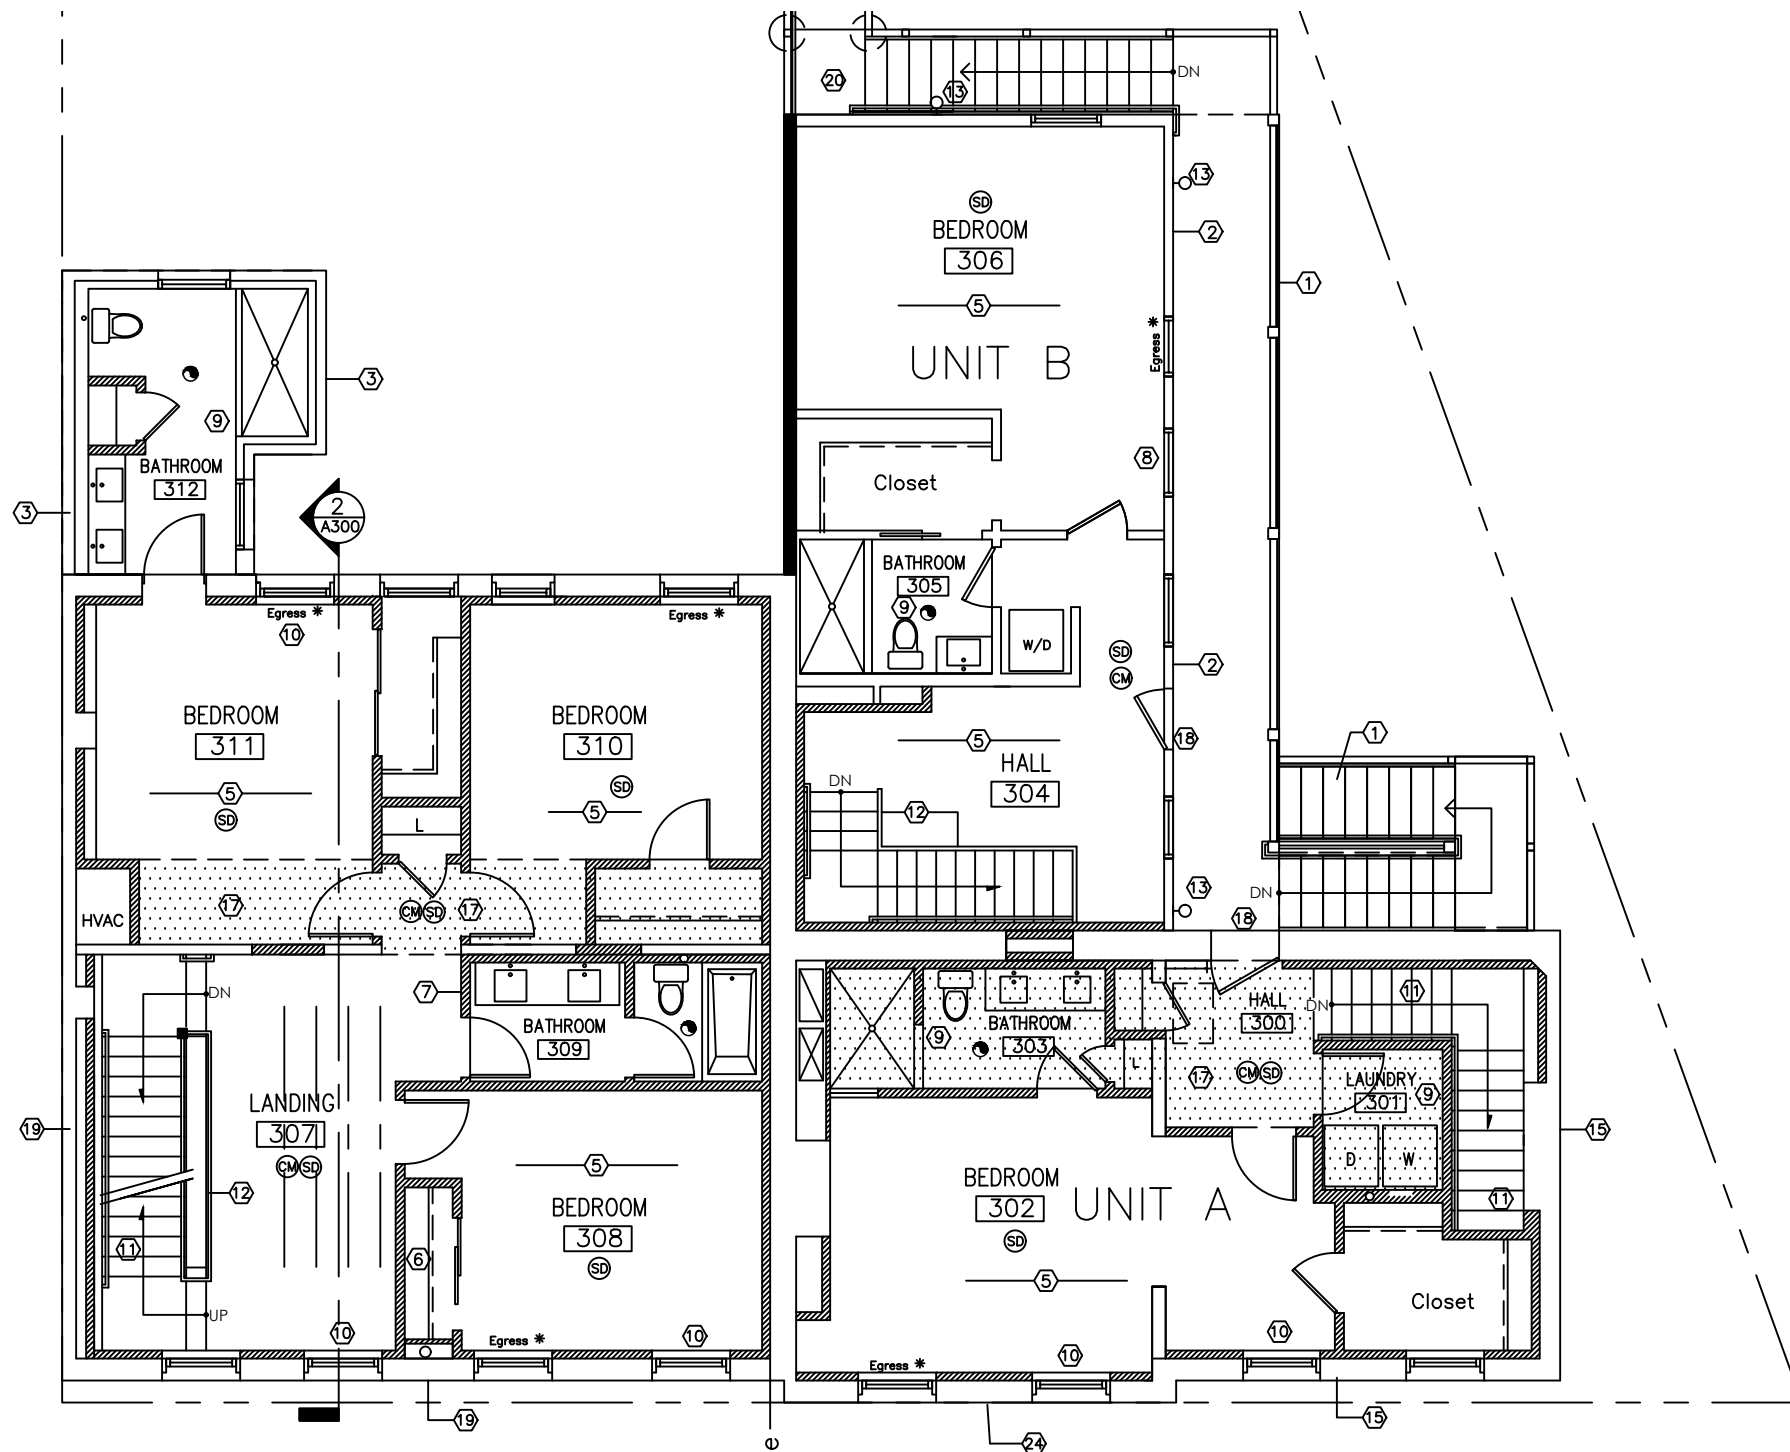 DN
20
13
13
SD
BEDROOM
306
2
1
5
Egress *
UNIT B
3
9
8
BATHROOM
312
Closet
3
2
A300
BATHROOM
305
9
W/D
Egress *
10
Egress *
SD
CM
2
BEDROOM
311
BEDROOM
310
5
18
1
HALL
304
DN
5
SD
SD
5
12
L
HVAC
17
CM
SD
17
13
DN
18
7
DN
BATHROOM
309
9
BATHROOM
303
HALL
300
DN
11
L
17
CM
SD
LAUNDRY
301
9
LANDING
307
CM
SD
19
15
D
W
5
BEDROOM
302
UNIT A
12
BEDROOM
308
11
SD
11
6
SD
5
Closet
UP
10
Egress *
10
10
10
Egress *
19
15
24
e